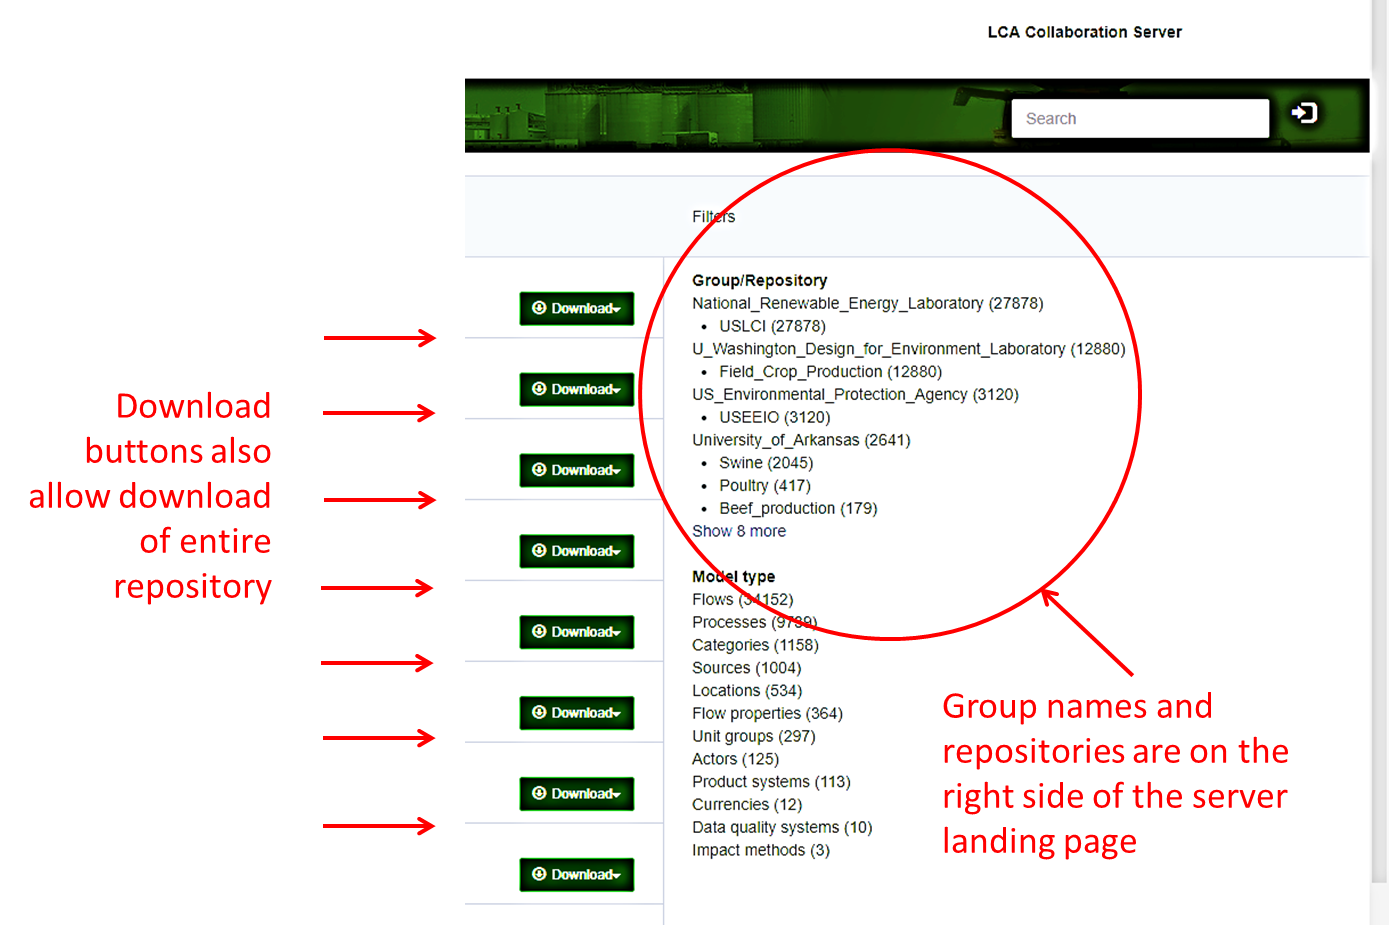 LCA Collaboration Server
Search
Filters
Download
Download
Download
Download
Download
Download
Download
Download
Group/Repository
National_Renewable_Energy_Laboratory (27878)
• USLCI (27878)
U_Washington_Design_for_Environment_Laboratory (12880)
• Field_Crop_Production (12880)
US_Environmental_Protection_Agency (3120)
• USEEIO (3120)
University_of_Arkansas (2641)
• Swine (2045)
• Poultry (417)
• Beef_production (179)
Show 8 more
Model type
Flows (34152)
Processes (9789)
Categories (1158)
Sources (1004)
Locations (534)
Flow properties (364)
Unit groups (297)
Actors (125)
Product systems (113)
Currencies (12)
Data quality systems (10)
Impact methods (3)
Download
buttons also
allow download
of entire
repository
Group names and
repositories are on the
right side of the server
landing page